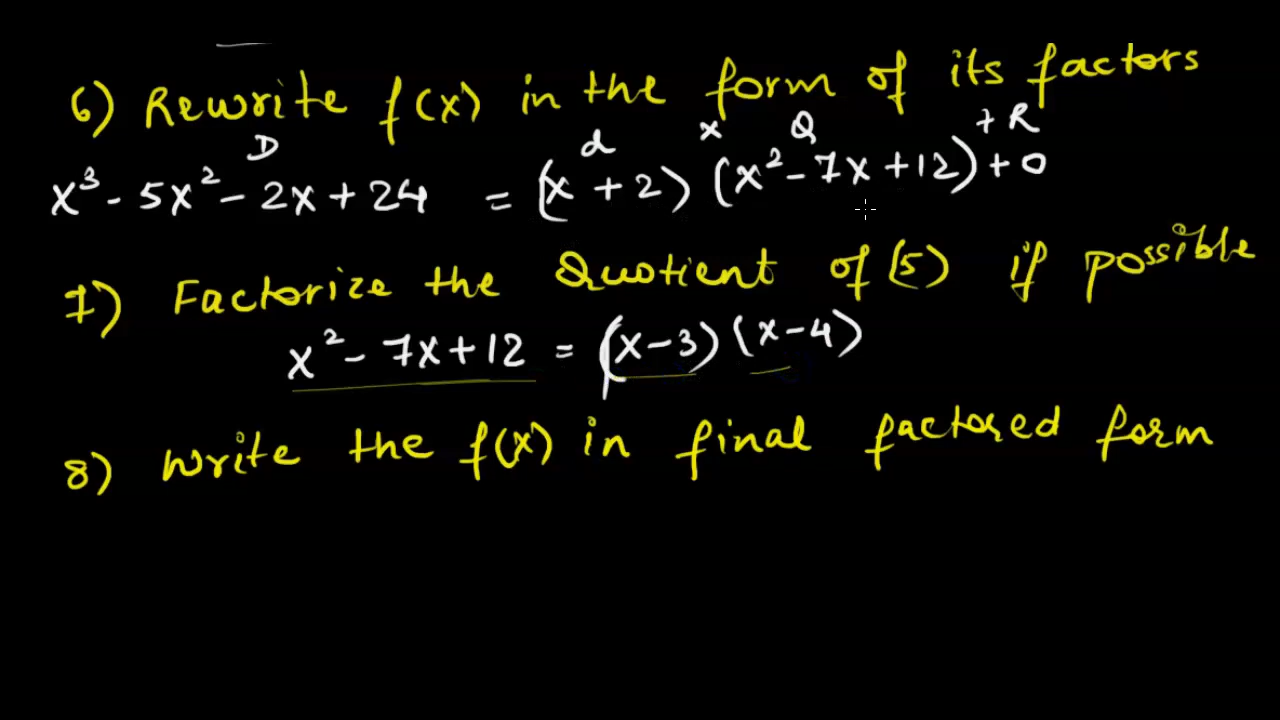 6) Rewrite f(x) in the form of its factors
D d x Q + R
x³ - 5x² - 2x + 24 = (x + 2) (x² - 7x + 12) + 0
7) Factorize the Quotient of (5) if possible
x² - 7x + 12 = (x - 3) (x - 4)
8) Write the f(x) in final factored form